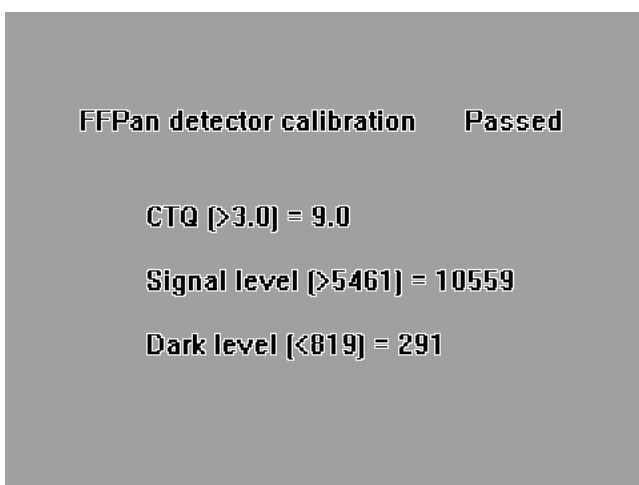 FFPan detector calibration Passed
CTQ (>3.0) = 9.0
Signal level (>5461) = 10559
Dark level (<819) = 291